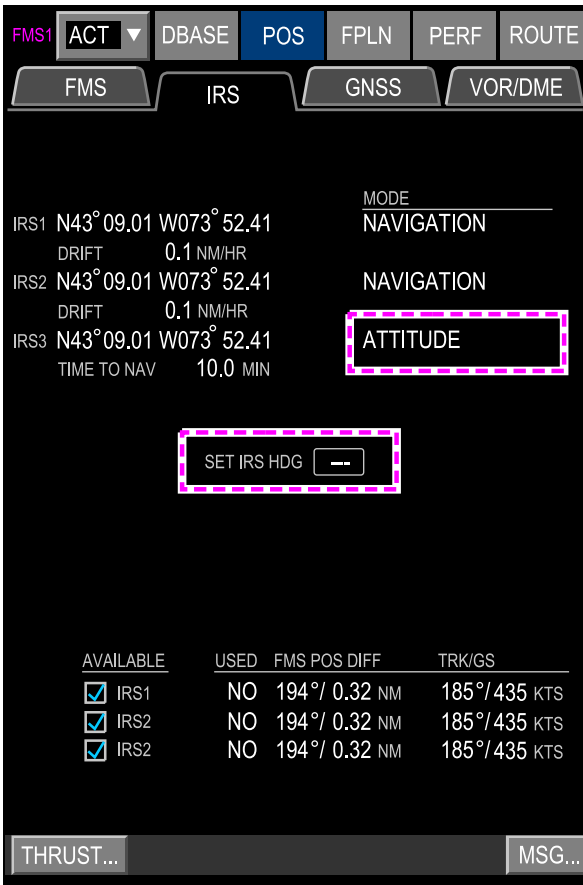 FMS1 ACT ▼ DBASE POS FPLN PERF ROUTE
FMS IRS GNSS VOR/DME
MODE
IRS1 N43°09.01 W073°52.41 NAVIGATION
DRIFT 0.1 NM/HR
IRS2 N43°09.01 W073°52.41 NAVIGATION
DRIFT 0.1 NM/HR
IRS3 N43°09.01 W073°52.41 ATTITUDE
TIME TO NAV 10.0 MIN
SET IRS HDG ---
AVAILABLE USED FMS POS DIFF TRK/GS
IRS1 NO 194°/ 0.32 NM 185°/435 KTS
IRS2 NO 194°/ 0.32 NM 185°/435 KTS
IRS2 NO 194°/ 0.32 NM 185°/435 KTS
THRUST... MSG...